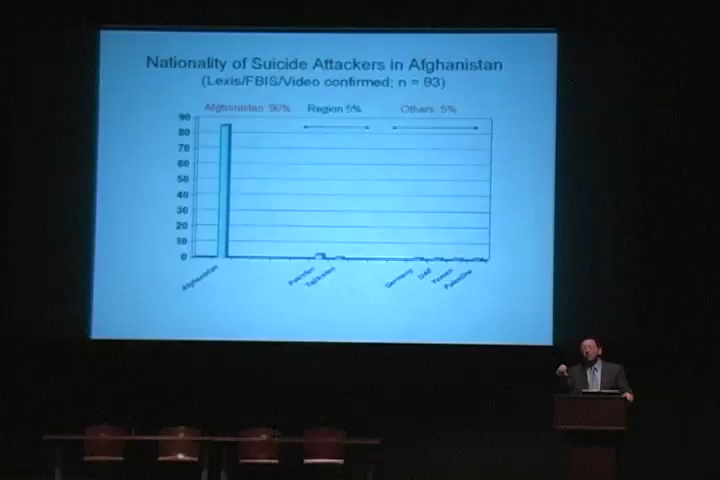 Nationality of Suicide Attackers in Afghanistan
(Lexis/FBIS/Video confirmed; n = 93)
Afghanistan 90% Region 5% Others 5%
90
80
70
60
50
40
30
20
10
0
Afghanistan
Pakistan
Tajikistan
Germany
UAE
Yemen
Palestine